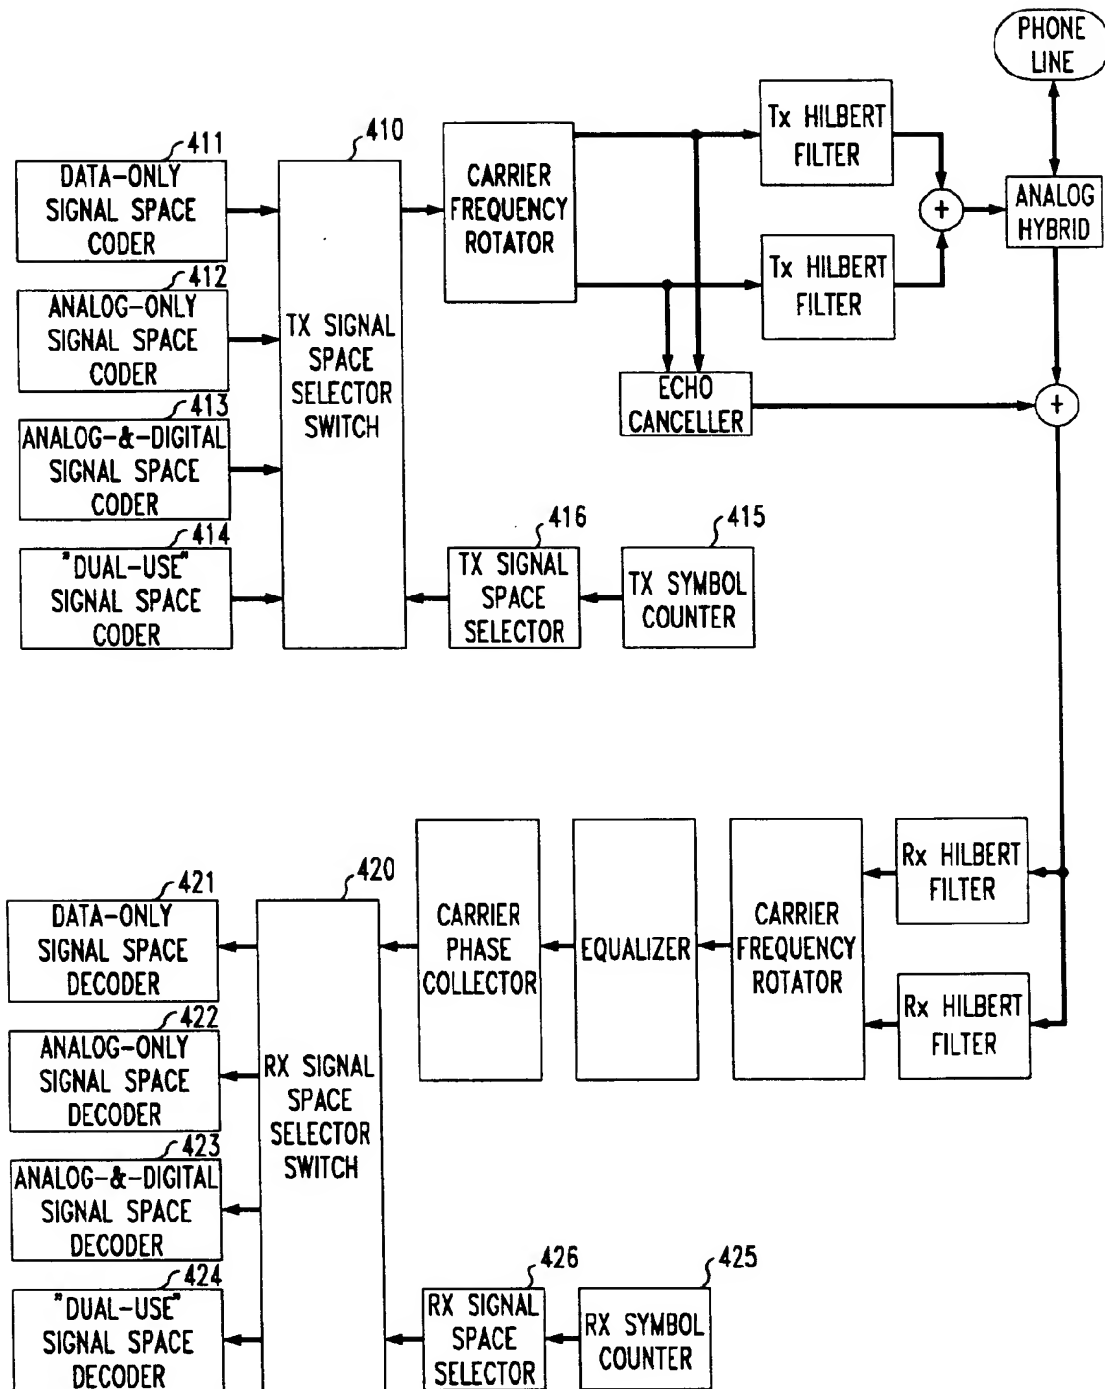 PHONE
LINE
411
DATA-ONLY
SIGNAL SPACE
CODER
412
ANALOG-ONLY
SIGNAL SPACE
CODER
413
ANALOG-&-DIGITAL
SIGNAL SPACE
CODER
414
"DUAL-USE"
SIGNAL SPACE
CODER
410
TX SIGNAL
SPACE
SELECTOR
SWITCH
CARRIER
FREQUENCY
ROTATOR
Tx HILBERT
FILTER
Tx HILBERT
FILTER
+
ANALOG
HYBRID
ECHO
CANCELLER
+
416
TX SIGNAL
SPACE
SELECTOR
415
TX SYMBOL
COUNTER
421
DATA-ONLY
SIGNAL SPACE
DECODER
422
ANALOG-ONLY
SIGNAL SPACE
DECODER
423
ANALOG-&-DIGITAL
SIGNAL SPACE
DECODER
424
"DUAL-USE"
SIGNAL SPACE
DECODER
420
RX SIGNAL
SPACE
SELECTOR
SWITCH
CARRIER
PHASE
COLLECTOR
EQUALIZER
CARRIER
FREQUENCY
ROTATOR
Rx HILBERT
FILTER
Rx HILBERT
FILTER
426
RX SIGNAL
SPACE
SELECTOR
425
RX SYMBOL
COUNTER